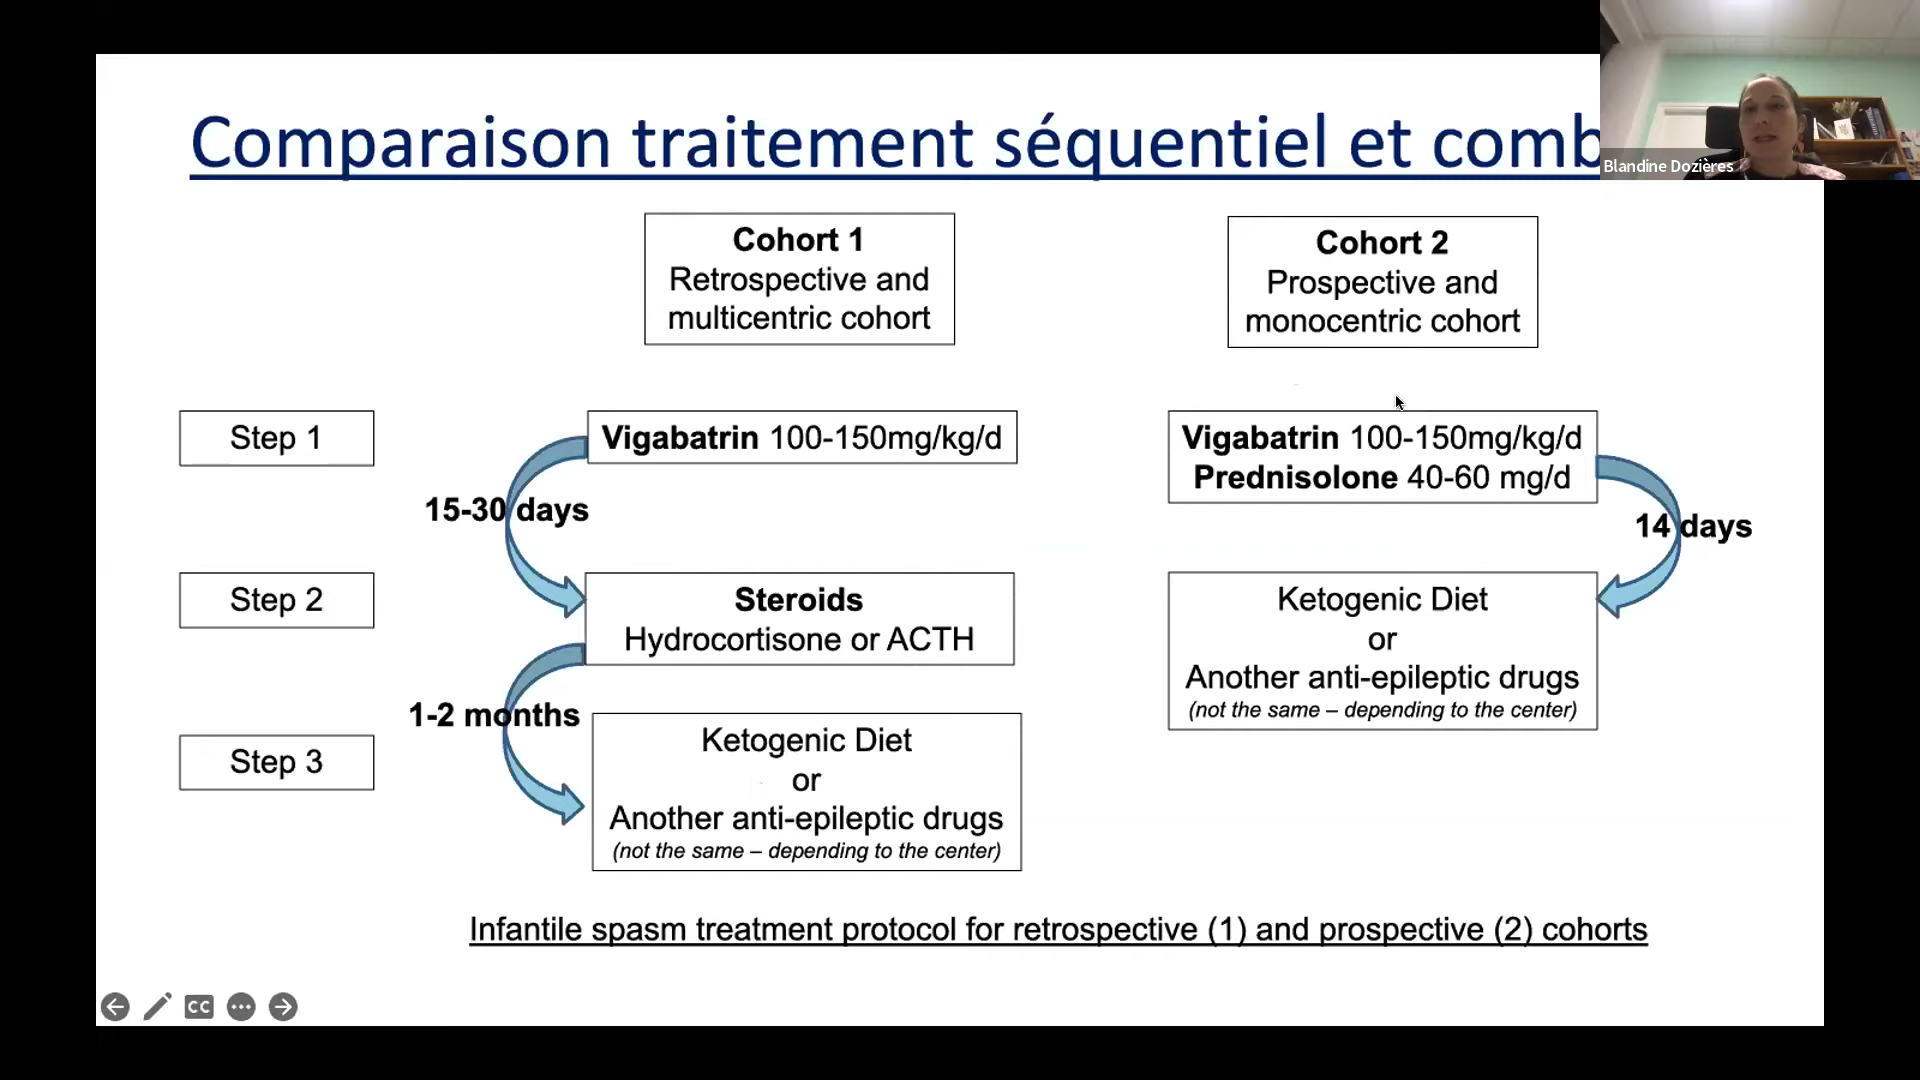 Comparaison traitement séquentiel et comb
Blandine Dozières
Cohort 1
Retrospective and
multicentric cohort
Cohort 2
Prospective and
monocentric cohort
Step 1
Vigabatrin 100-150mg/kg/d
Vigabatrin 100-150mg/kg/d
Prednisolone 40-60 mg/d
15-30 days
14 days
Step 2
Steroids
Hydrocortisone or ACTH
Ketogenic Diet
or
Another anti-epileptic drugs
(not the same – depending to the center)
1-2 months
Step 3
Ketogenic Diet
or
Another anti-epileptic drugs
(not the same – depending to the center)
Infantile spasm treatment protocol for retrospective (1) and prospective (2) cohorts
CC